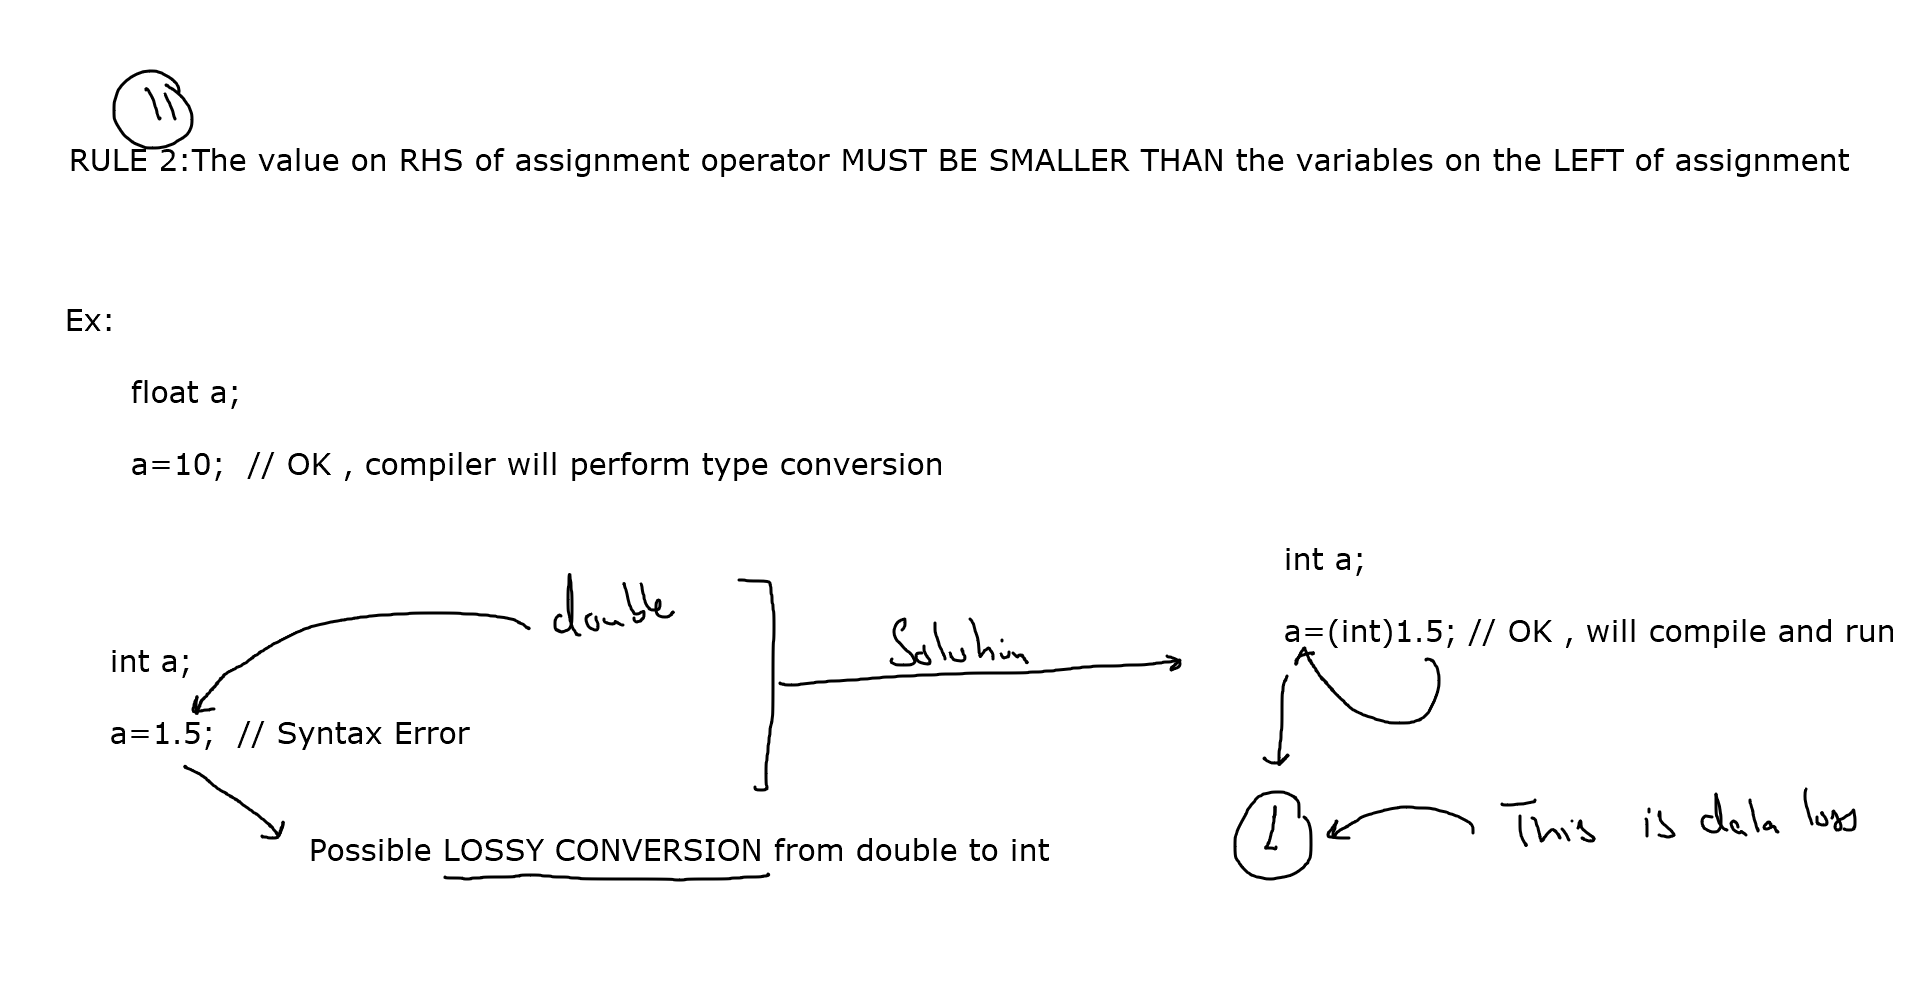 11
RULE 2:The value on RHS of assignment operator MUST BE SMALLER THAN the variables on the LEFT of assignment
Ex:
float a;
a=10;  // OK , compiler will perform type conversion
double
int a;
a=1.5;  // Syntax Error
Possible LOSSY CONVERSION from double to int
Solution
int a;
a=(int)1.5; // OK , will compile and run
1
This is data loss